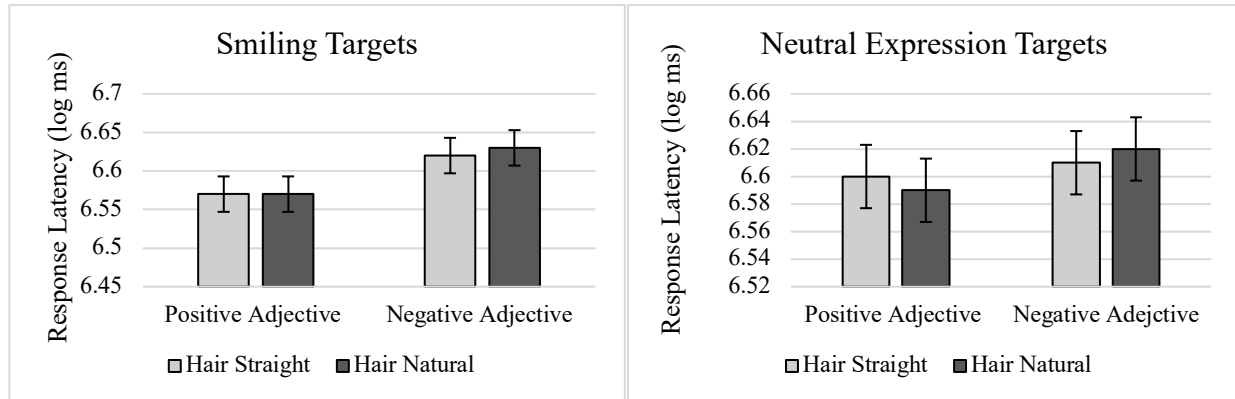 Smiling Targets
Response Latency (log ms)
6.7
6.65
6.6
6.55
6.5
6.45
Positive Adjective Negative Adjective
Hair Straight Hair Natural
Neutral Expression Targets
Response Latency (log ms)
6.66
6.64
6.62
6.6
6.58
6.56
6.54
6.52
Positive Adjective Negative Adejctive
Hair Straight Hair Natural